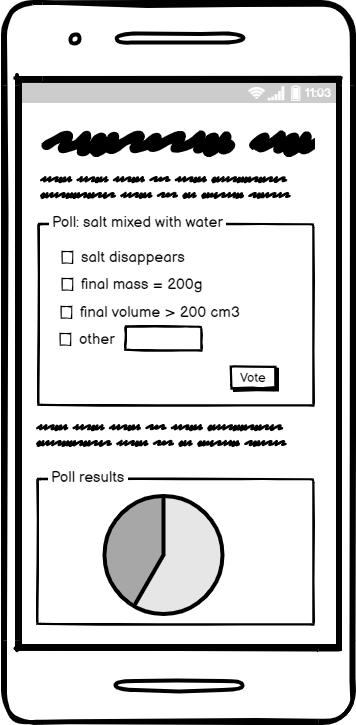 11:03
Poll: salt mixed with water
salt disappears
final mass = 200g
final volume > 200 cm3
other
Vote
Poll results